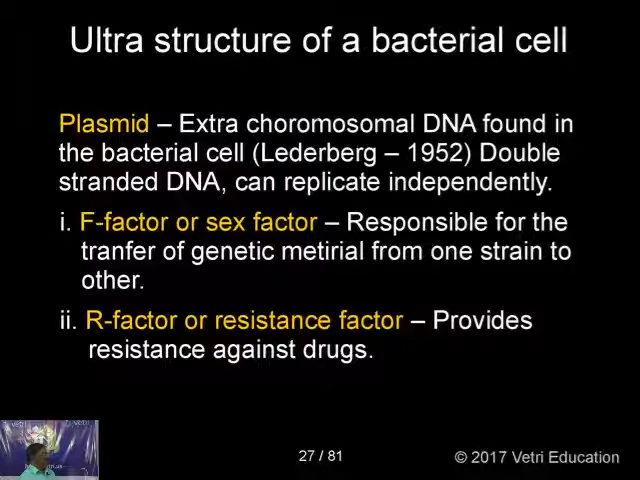 Ultra structure of a bacterial cell
Plasmid – Extra choromosomal DNA found in
the bacterial cell (Lederberg – 1952) Double
stranded DNA, can replicate independently.
i. F-factor or sex factor – Responsible for the
tranfer of genetic metirial from one strain to
other.
ii. R-factor or resistance factor – Provides
resistance against drugs.
27 / 81
© 2017 Vetri Education